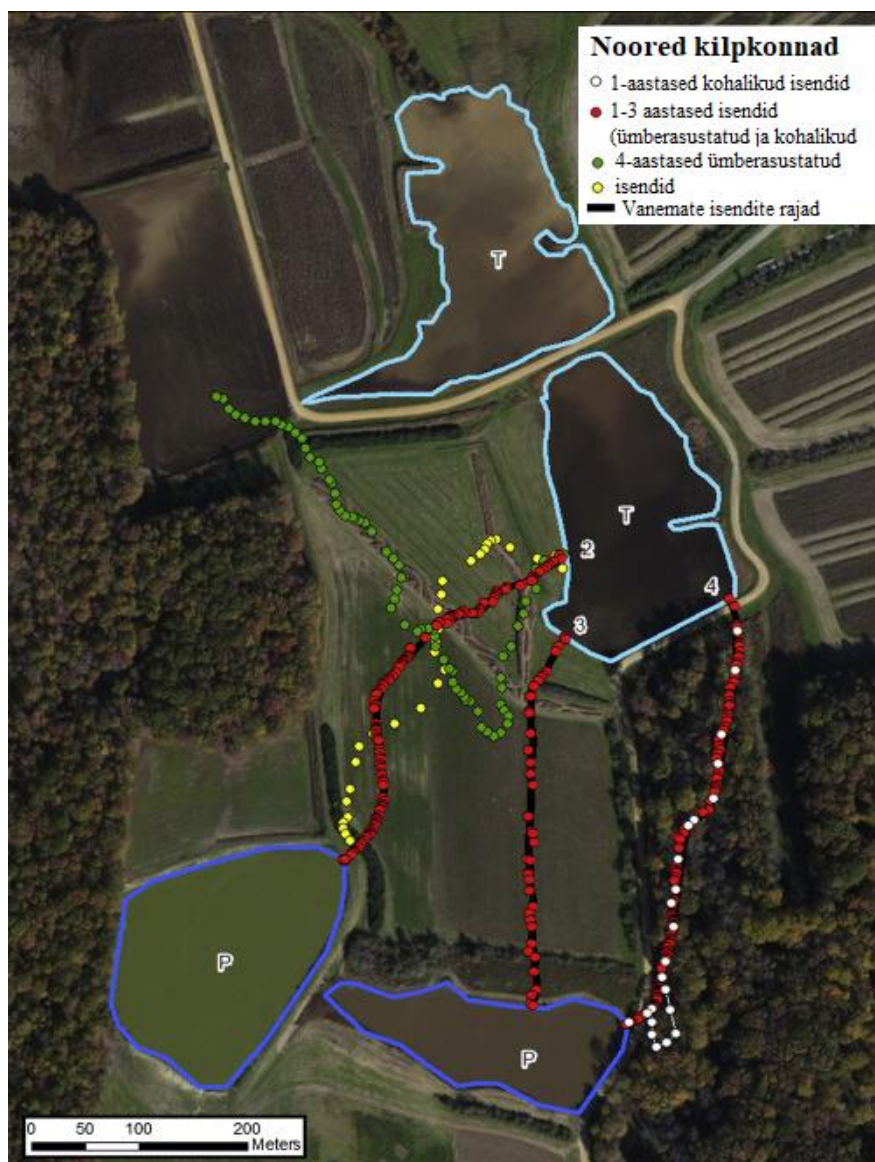 Noored kilpkonnad
1-aastased kohalikud isendid
1-3 aastased isendid
(ümberasustatud ja kohalikud
4-aastased ümberasustatud
isendid
Vanemate isendite rajad
T
T
2
4
3
P
P
0 50 100 200
Meters